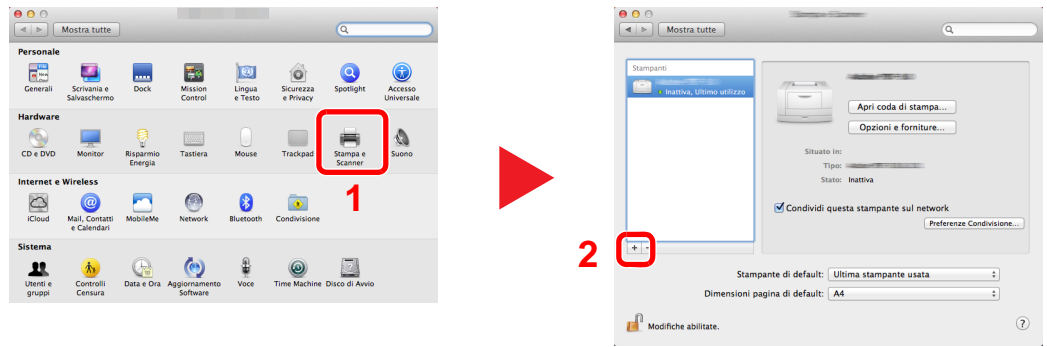 Mostra tutte
Personale
Generali
Scrivania e Salvaschermo
Dock
Mission Control
Lingua e Testo
Sicurezza e Privacy
Spotlight
Accesso Universale
Hardware
CD e DVD
Monitor
Risparmio Energia
Tastiera
Mouse
Trackpad
Stampa e Scanner
Suono
1
Internet e Wireless
iCloud
Mail, Contatti e Calendari
MobileMe
Network
Bluetooth
Condivisione
Sistema
Utenti e gruppi
Controlli Censura
Data e Ora
Aggiornamento Software
Voce
Time Machine
Disco di Avvio
Mostra tutte
Stampanti
Inattiva, Ultimo utilizzo
Apri coda di stampa...
Opzioni e forniture...
Situato in:
Tipo:
Stato: Inattiva
Condividi questa stampante sul network
Preferenze Condivisione...
2
+ -
Stampante di default: Ultima stampante usata
Dimensioni pagina di default: A4
Modifiche abilitate.
?